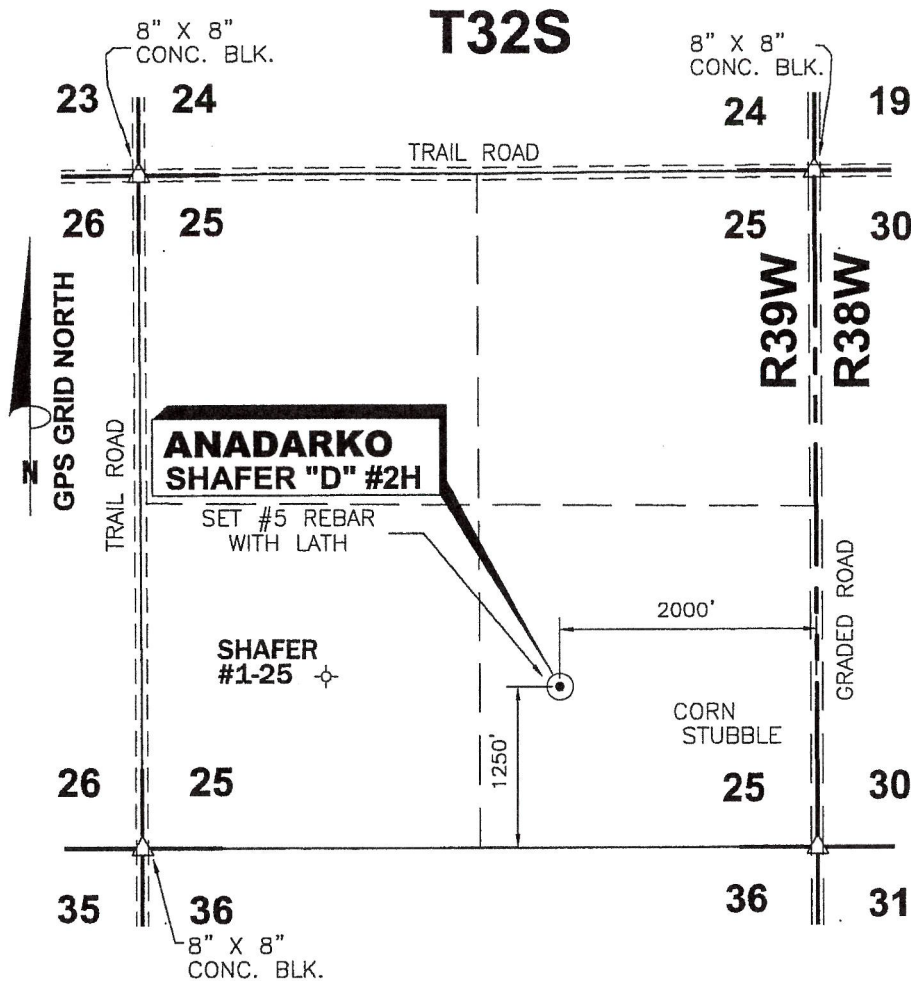 T32S
8" X 8"
CONC. BLK.
8" X 8"
CONC. BLK.
23 24
24 19
TRAIL ROAD
26 25
25 30
GPS GRID NORTH
N
R39W
R38W
TRAIL ROAD
ANADARKO
SHAFER "D" #2H
SET #5 REBAR
WITH LATH
2000'
GRADED ROAD
SHAFER
#1-25
1250'
CORN
STUBBLE
26 25
25 30
35 36
36 31
8" X 8"
CONC. BLK.